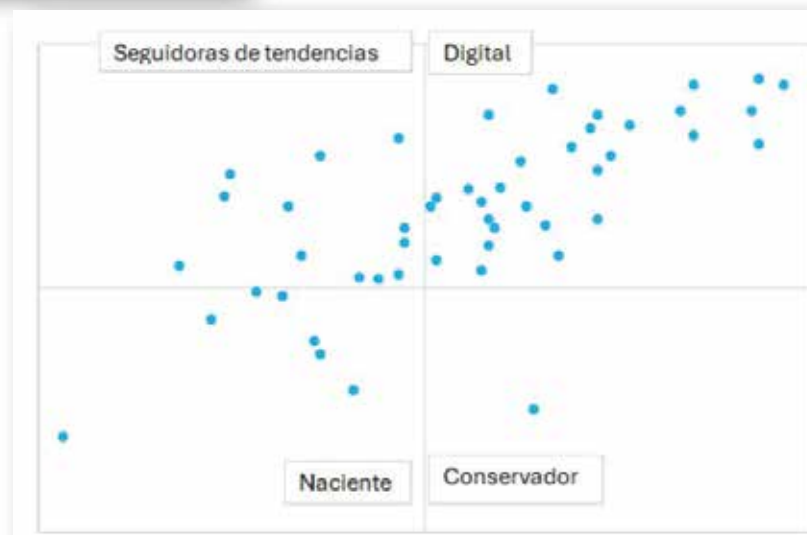 Seguidoras de tendencias
Digital
Naciente
Conservador